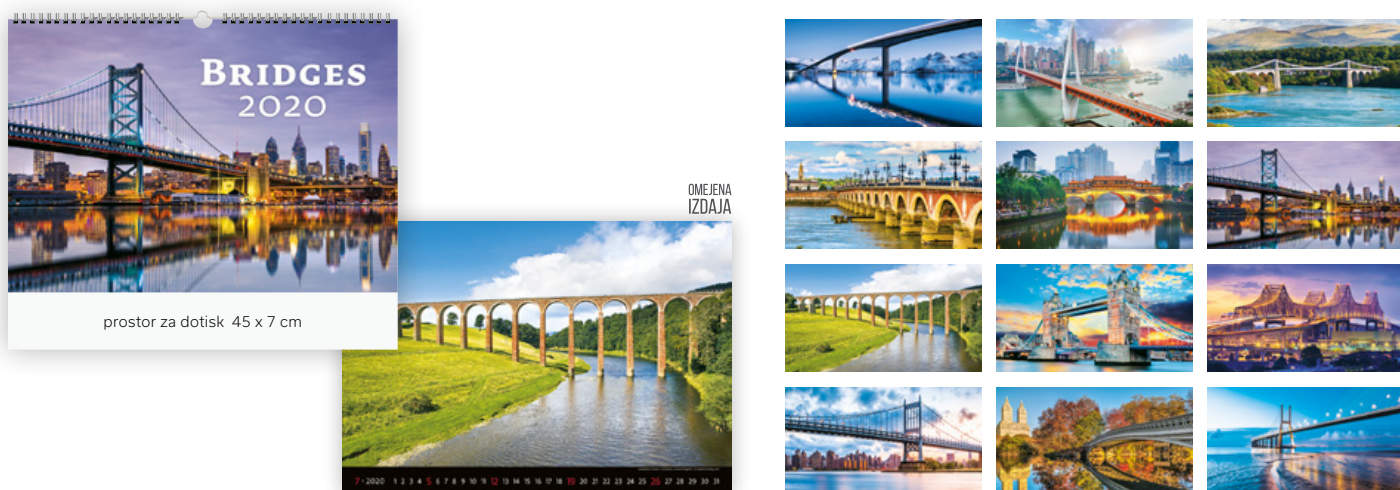 BRIDGES
2020
prostor za dotisk 45 x 7 cm
OMEJENA
IZDAJA
7 - 2020 1 2 3 4 5 6 7 8 9 10 11 12 13 14 15 16 17 18 19 20 21 22 23 24 25 26 27 28 29 30 31